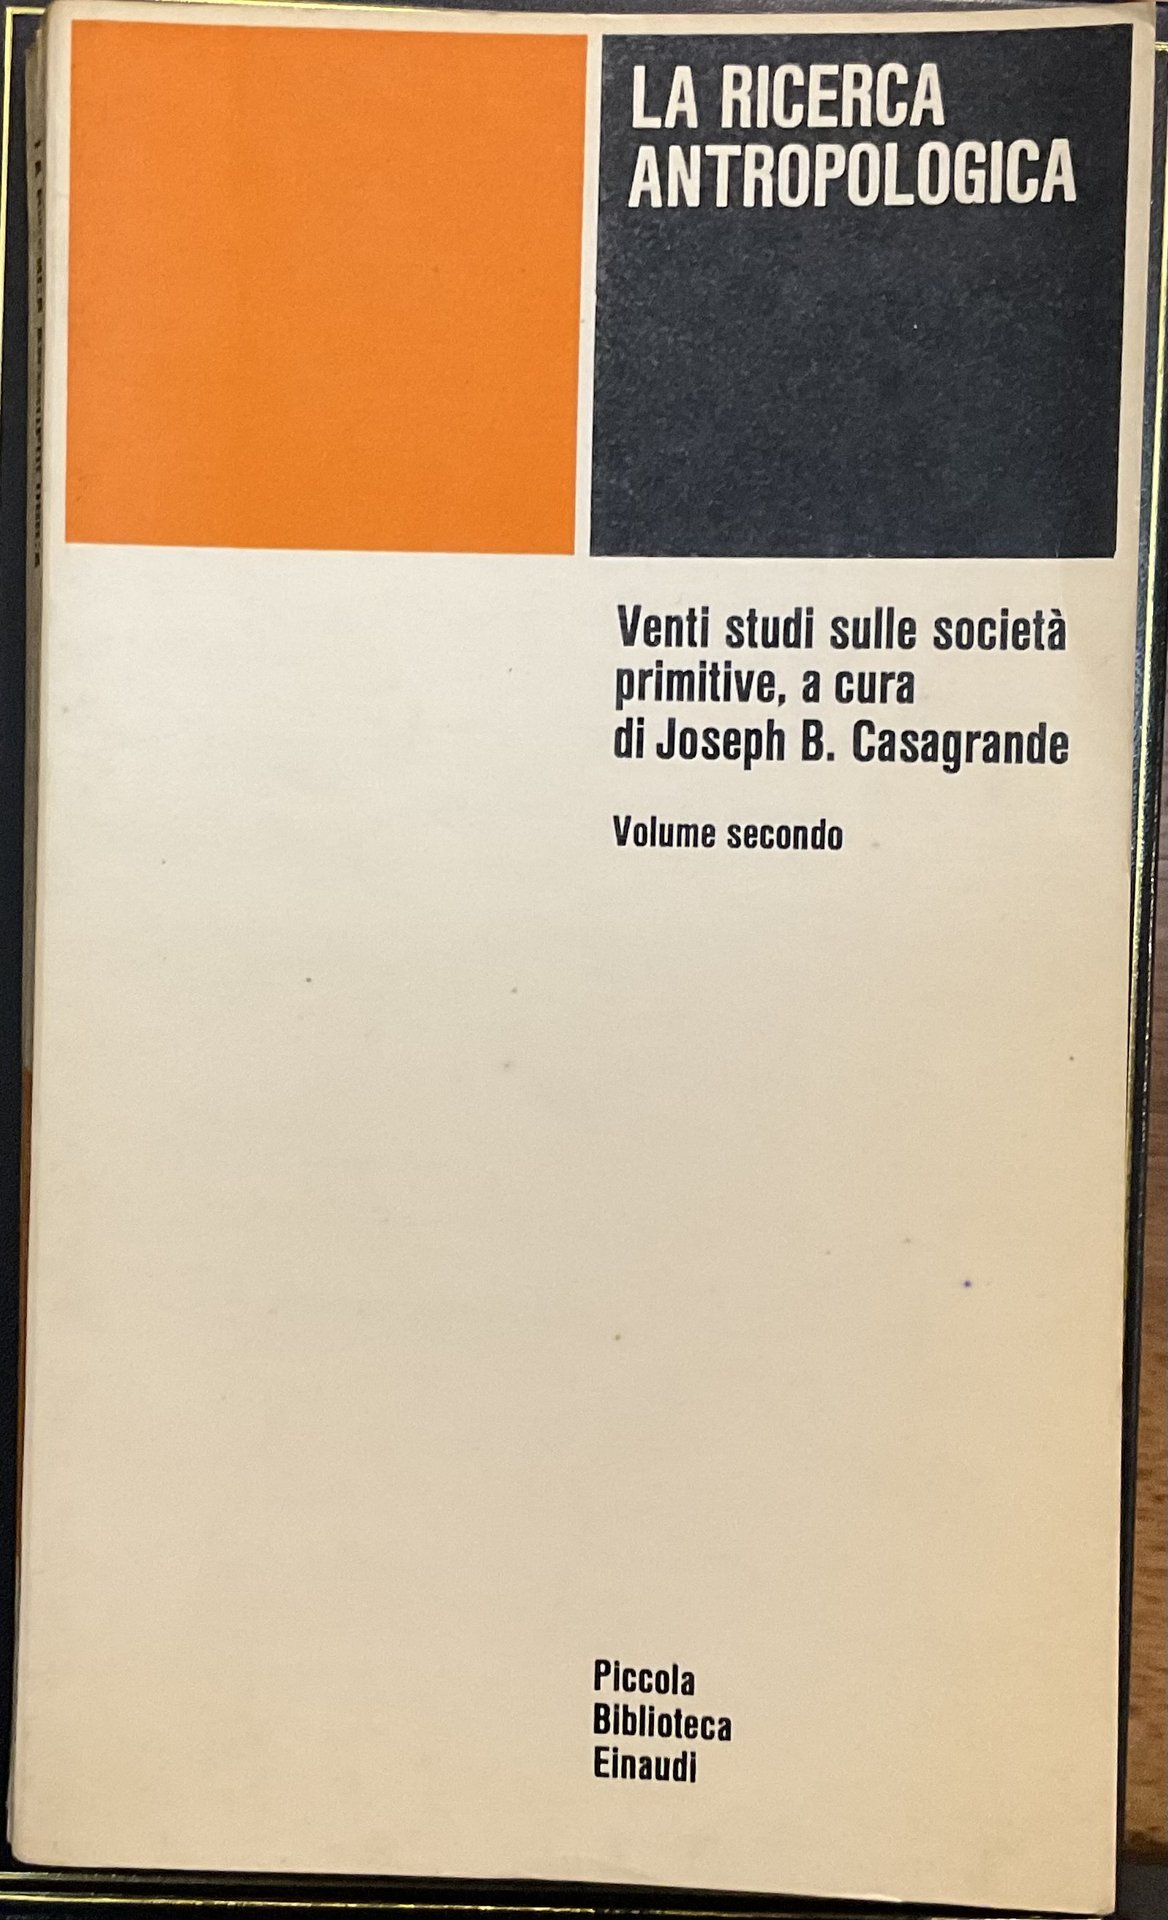 LA RICERCA
ANTROPOLOGICA
Venti studi sulle società
primitive, a cura
di Joseph B. Casagrande
Volume secondo
Piccola
Biblioteca
Einaudi